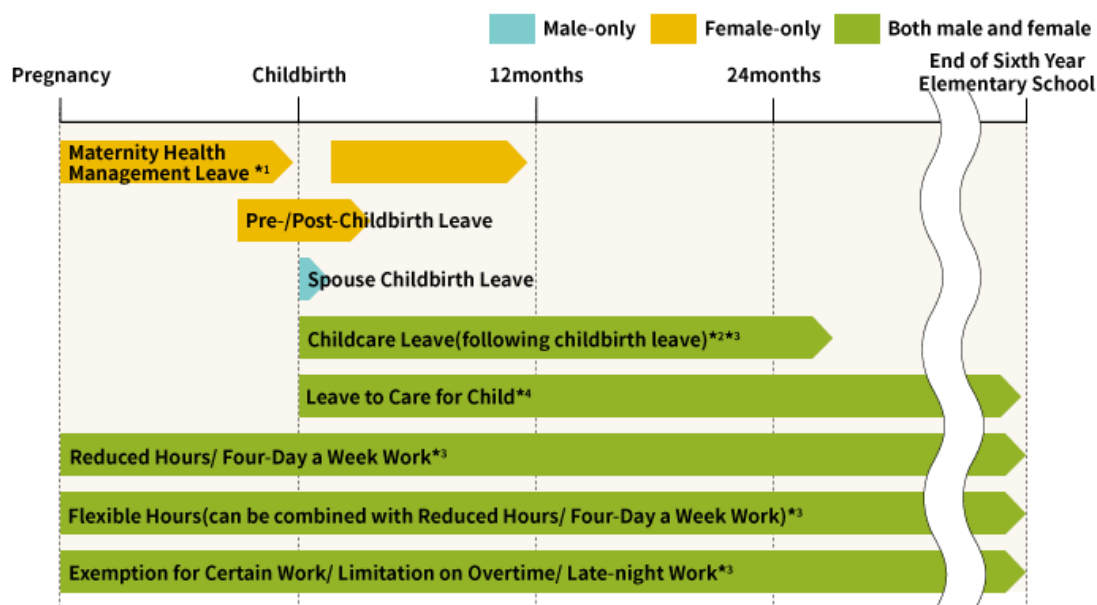 Male-only
Female-only
Both male and female
Pregnancy
Childbirth
12months
24months
End of Sixth Year
Elementary School
Maternity Health
Management Leave *1
Pre-/Post-Childbirth Leave
Spouse Childbirth Leave
Childcare Leave(following childbirth leave)*2*3
Leave to Care for Child*4
Reduced Hours/ Four-Day a Week Work*3
Flexible Hours(can be combined with Reduced Hours/ Four-Day a Week Work)*3
Exemption for Certain Work/ Limitation on Overtime/ Late-night Work*3